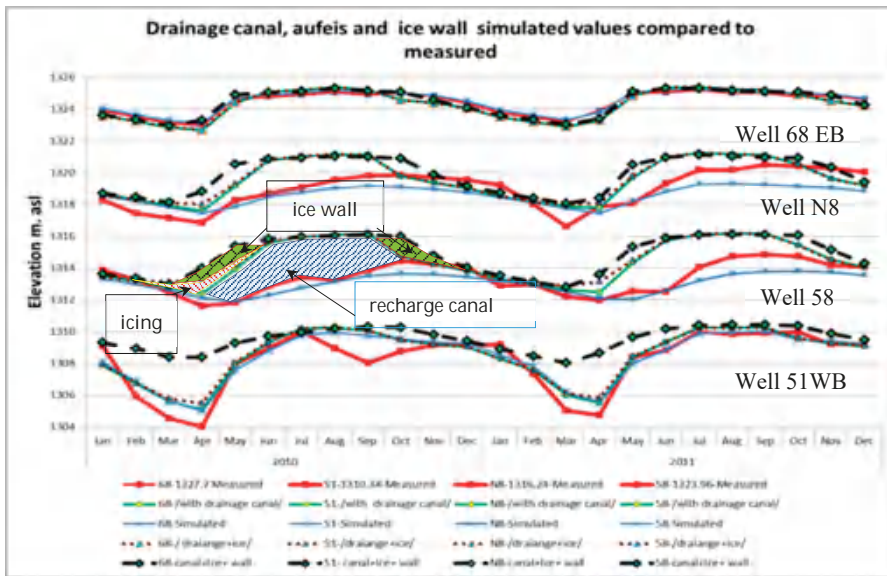 Drainage canal, aufeis and ice wall simulated values compared to
measured
1326
1324
1322
1320
1318
1316
1314
1312
1310
1308
1306
1304
Elevation m. asl
Well 68 EB
Well N8
Well 58
Well 51WB
ice wall
icing
recharge canal
Jan Feb Mar Apr May Jun Jul Aug Sep Oct Nov Dec Jan Feb Mar Apr May Jun Jul Aug Sep Oct Nov Dec
2010 2011
68-1327.7-Measured 51-1310.34-Measured N8-1316.24-Measured 58-1323.96-Measured
68-/with drainage canal/ 51-/with drainage canal/ N8-/with drainage canal/ 58-/with drainage canal/
68-Simulated 51-Simulated N8-Simulated 58-Simulated
68-/draiange+ice/ 51-/draiange+ice/ N8-/draiange+ice/ 58-/draiange+ice/
68-canal+ice+ wall 51- canal+ice+ wall N8-canal+ice+ wall 58-canal+ice+ wall